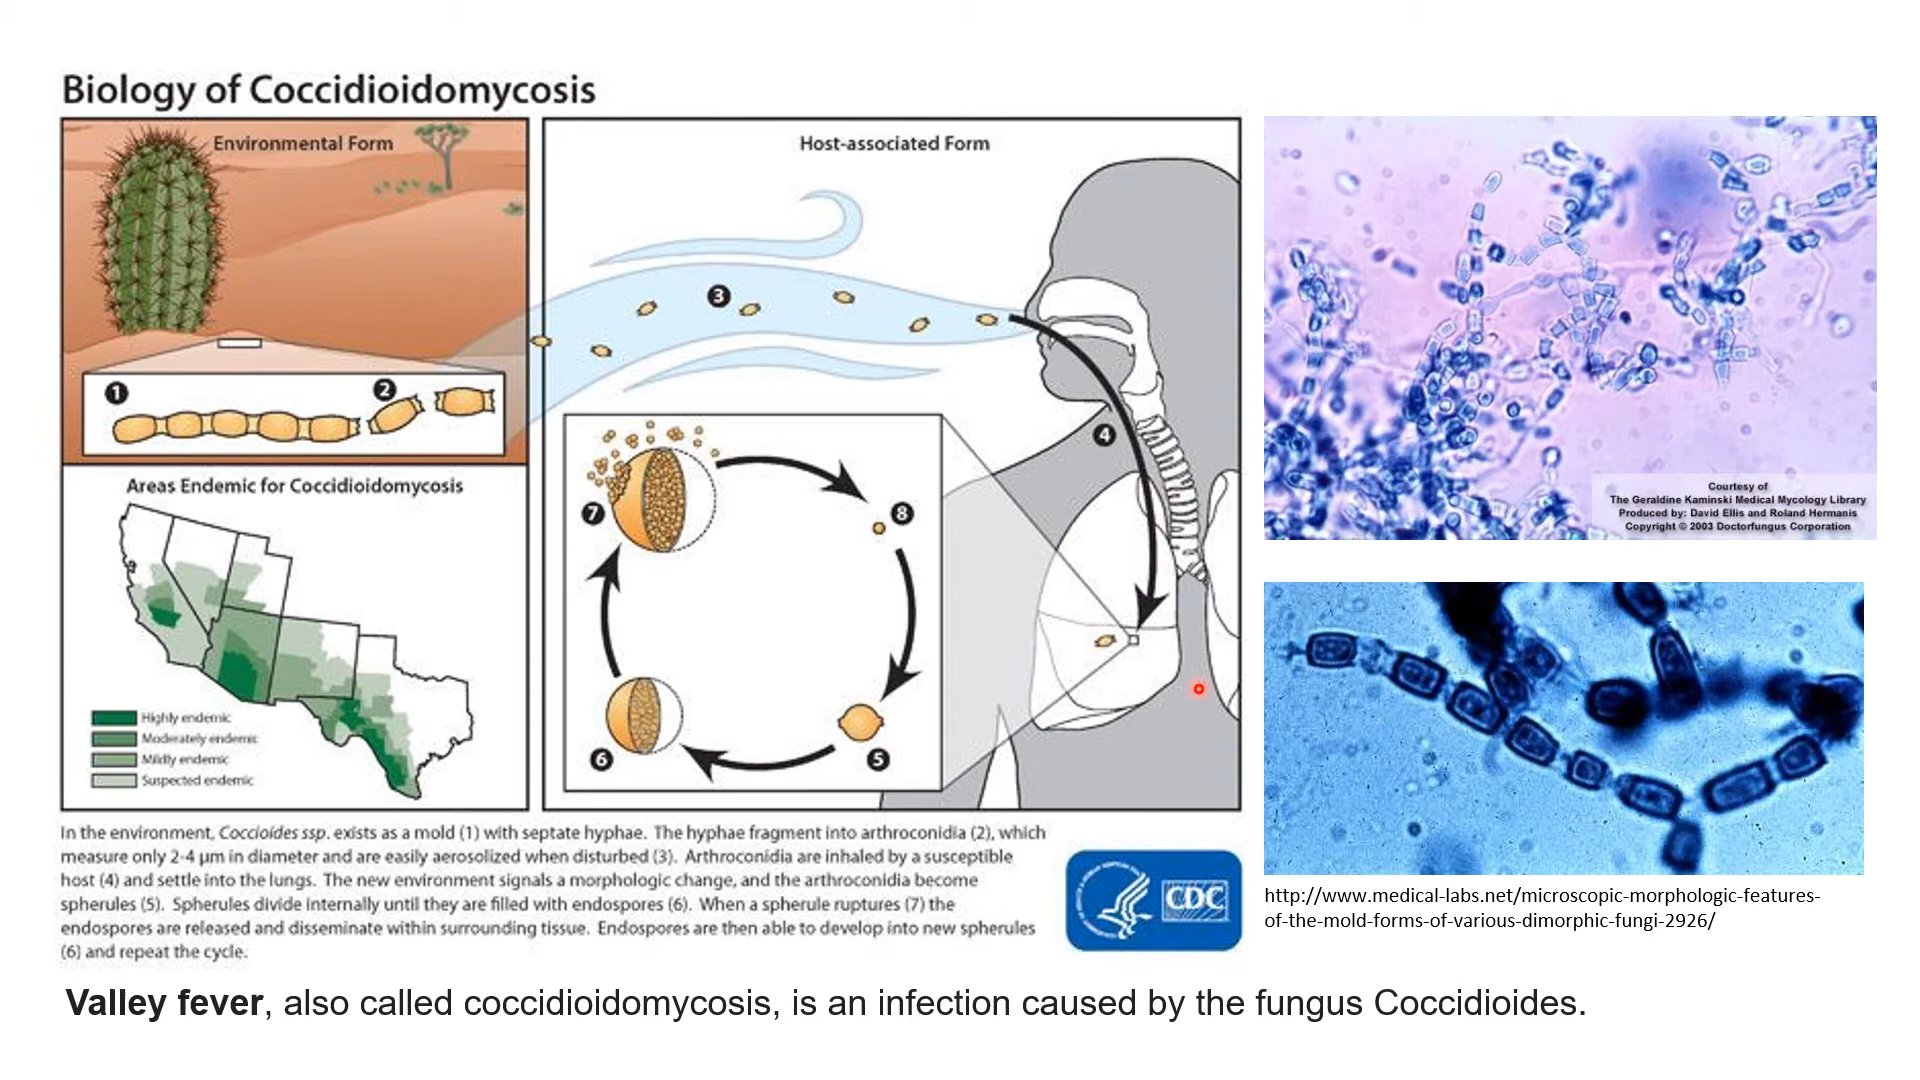 Biology of Coccidioidomycosis
Environmental Form
1
2
Areas Endemic for Coccidioidomycosis
Highly endemic
Moderately endemic
Mildly endemic
Suspected endemic
Host-associated Form
3
4
7
8
6
5
In the environment, Coccioides ssp. exists as a mold (1) with septate hyphae. The hyphae fragment into arthroconidia (2), which
measure only 2-4 µm in diameter and are easily aerosolized when disturbed (3). Arthroconidia are inhaled by a susceptible
host (4) and settle into the lungs. The new environment signals a morphologic change, and the arthroconidia become
spherules (5). Spherules divide internally until they are filled with endospores (6). When a spherule ruptures (7) the
endospores are released and disseminate within surrounding tissue. Endospores are then able to develop into new spherules
(6) and repeat the cycle.
CDC
Courtesy of
The Geraldine Kaminski Medical Mycology Library
Produced by: David Ellis and Roland Hermanis
Copyright © 2003 Doctorfungus Corporation
http://www.medical-labs.net/microscopic-morphologic-features-
of-the-mold-forms-of-various-dimorphic-fungi-2926/
Valley fever, also called coccidioidomycosis, is an infection caused by the fungus Coccidioides.